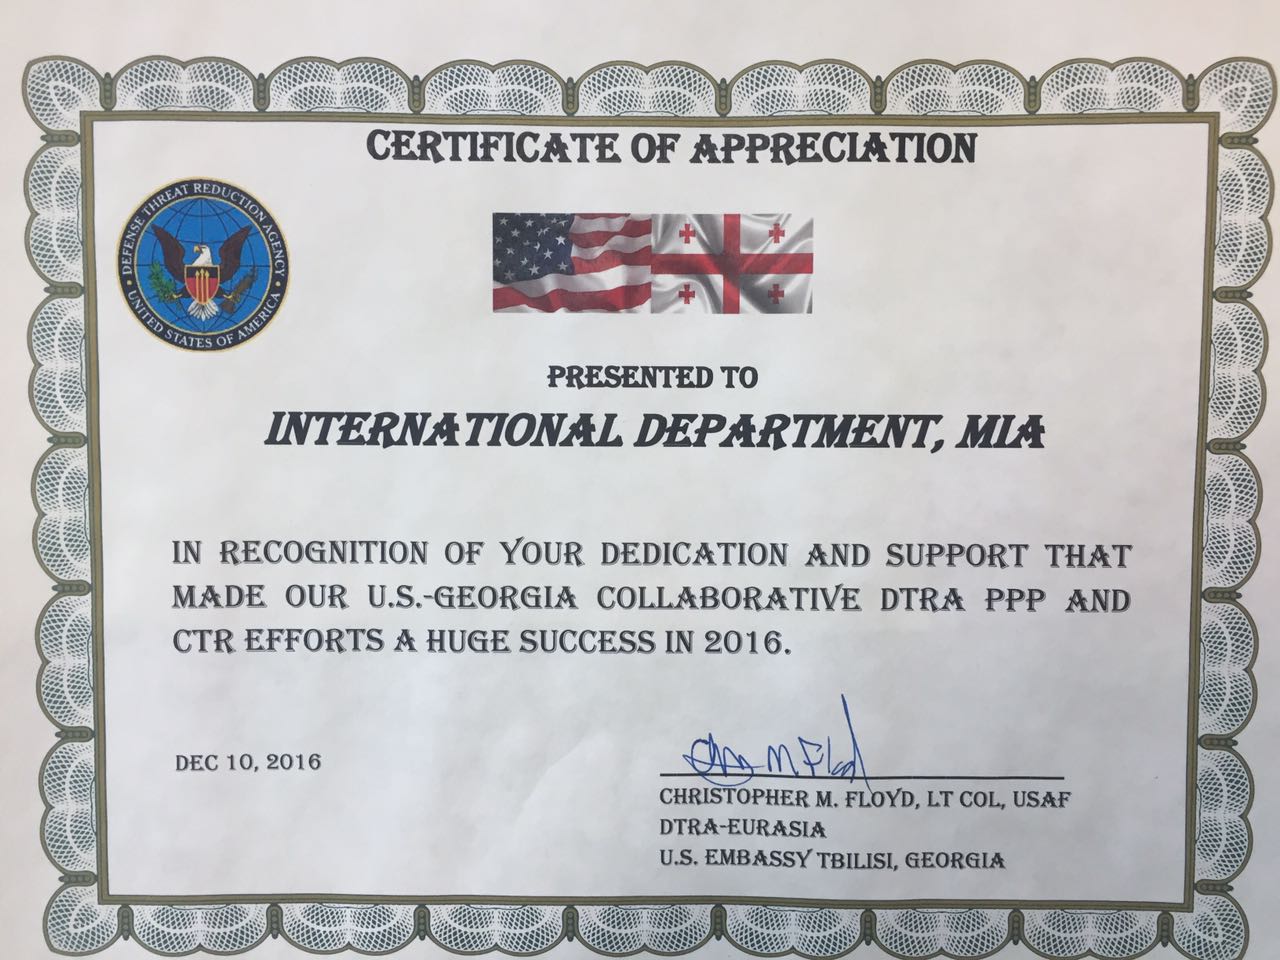 CERTIFICATE OF APPRECIATION
DEFENSE THREAT REDUCTION AGENCY
UNITED STATES OF AMERICA
PRESENTED TO
INTERNATIONAL DEPARTMENT, MIA
IN RECOGNITION OF YOUR DEDICATION AND SUPPORT THAT
MADE OUR U.S.-GEORGIA COLLABORATIVE DTRA PPP AND
CTR EFFORTS A HUGE SUCCESS IN 2016.
DEC 10, 2016
Chris M. Floyd
CHRISTOPHER M. FLOYD, LT COL, USAF
DTRA-EURASIA
U.S. EMBASSY TBILISI, GEORGIA